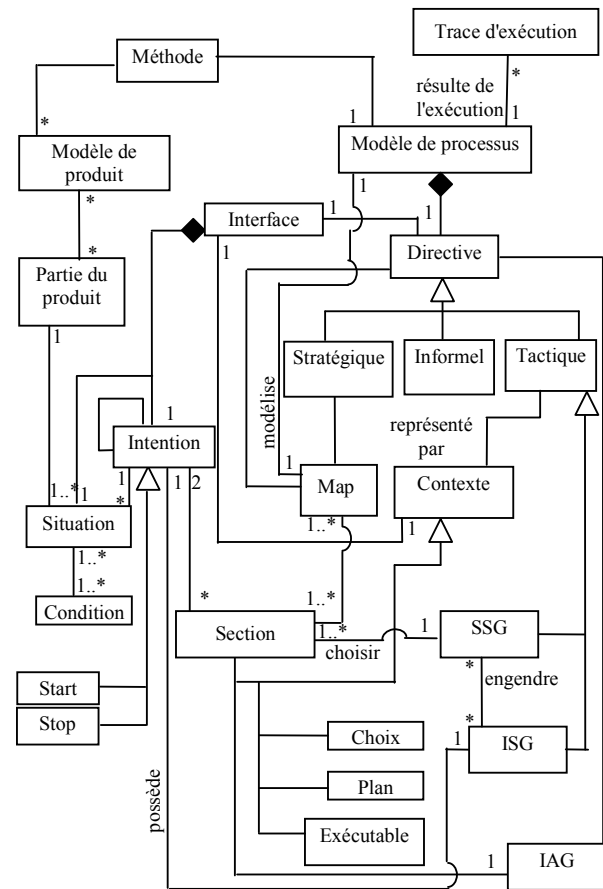 Trace d'exécution
Méthode
*
résulte de
l'exécution
1
1
*
Modèle de processus
Modèle de
produit
*
1
1
Interface
1
1
*
Partie du
produit
1
Directive
1
Stratégique
Informel
Tactique
modélise
représenté
par
1
Intention
1
Map
Contexte
1..*
1
*
1
1
2
1..*
1
Situation
1..*
1..*
Condition
*
1..*
Section
1..*
choisir
1
SSG
*
engendre
Start
Stop
*
1
ISG
Choix
possède
Plan
Exécutable
1
IAG